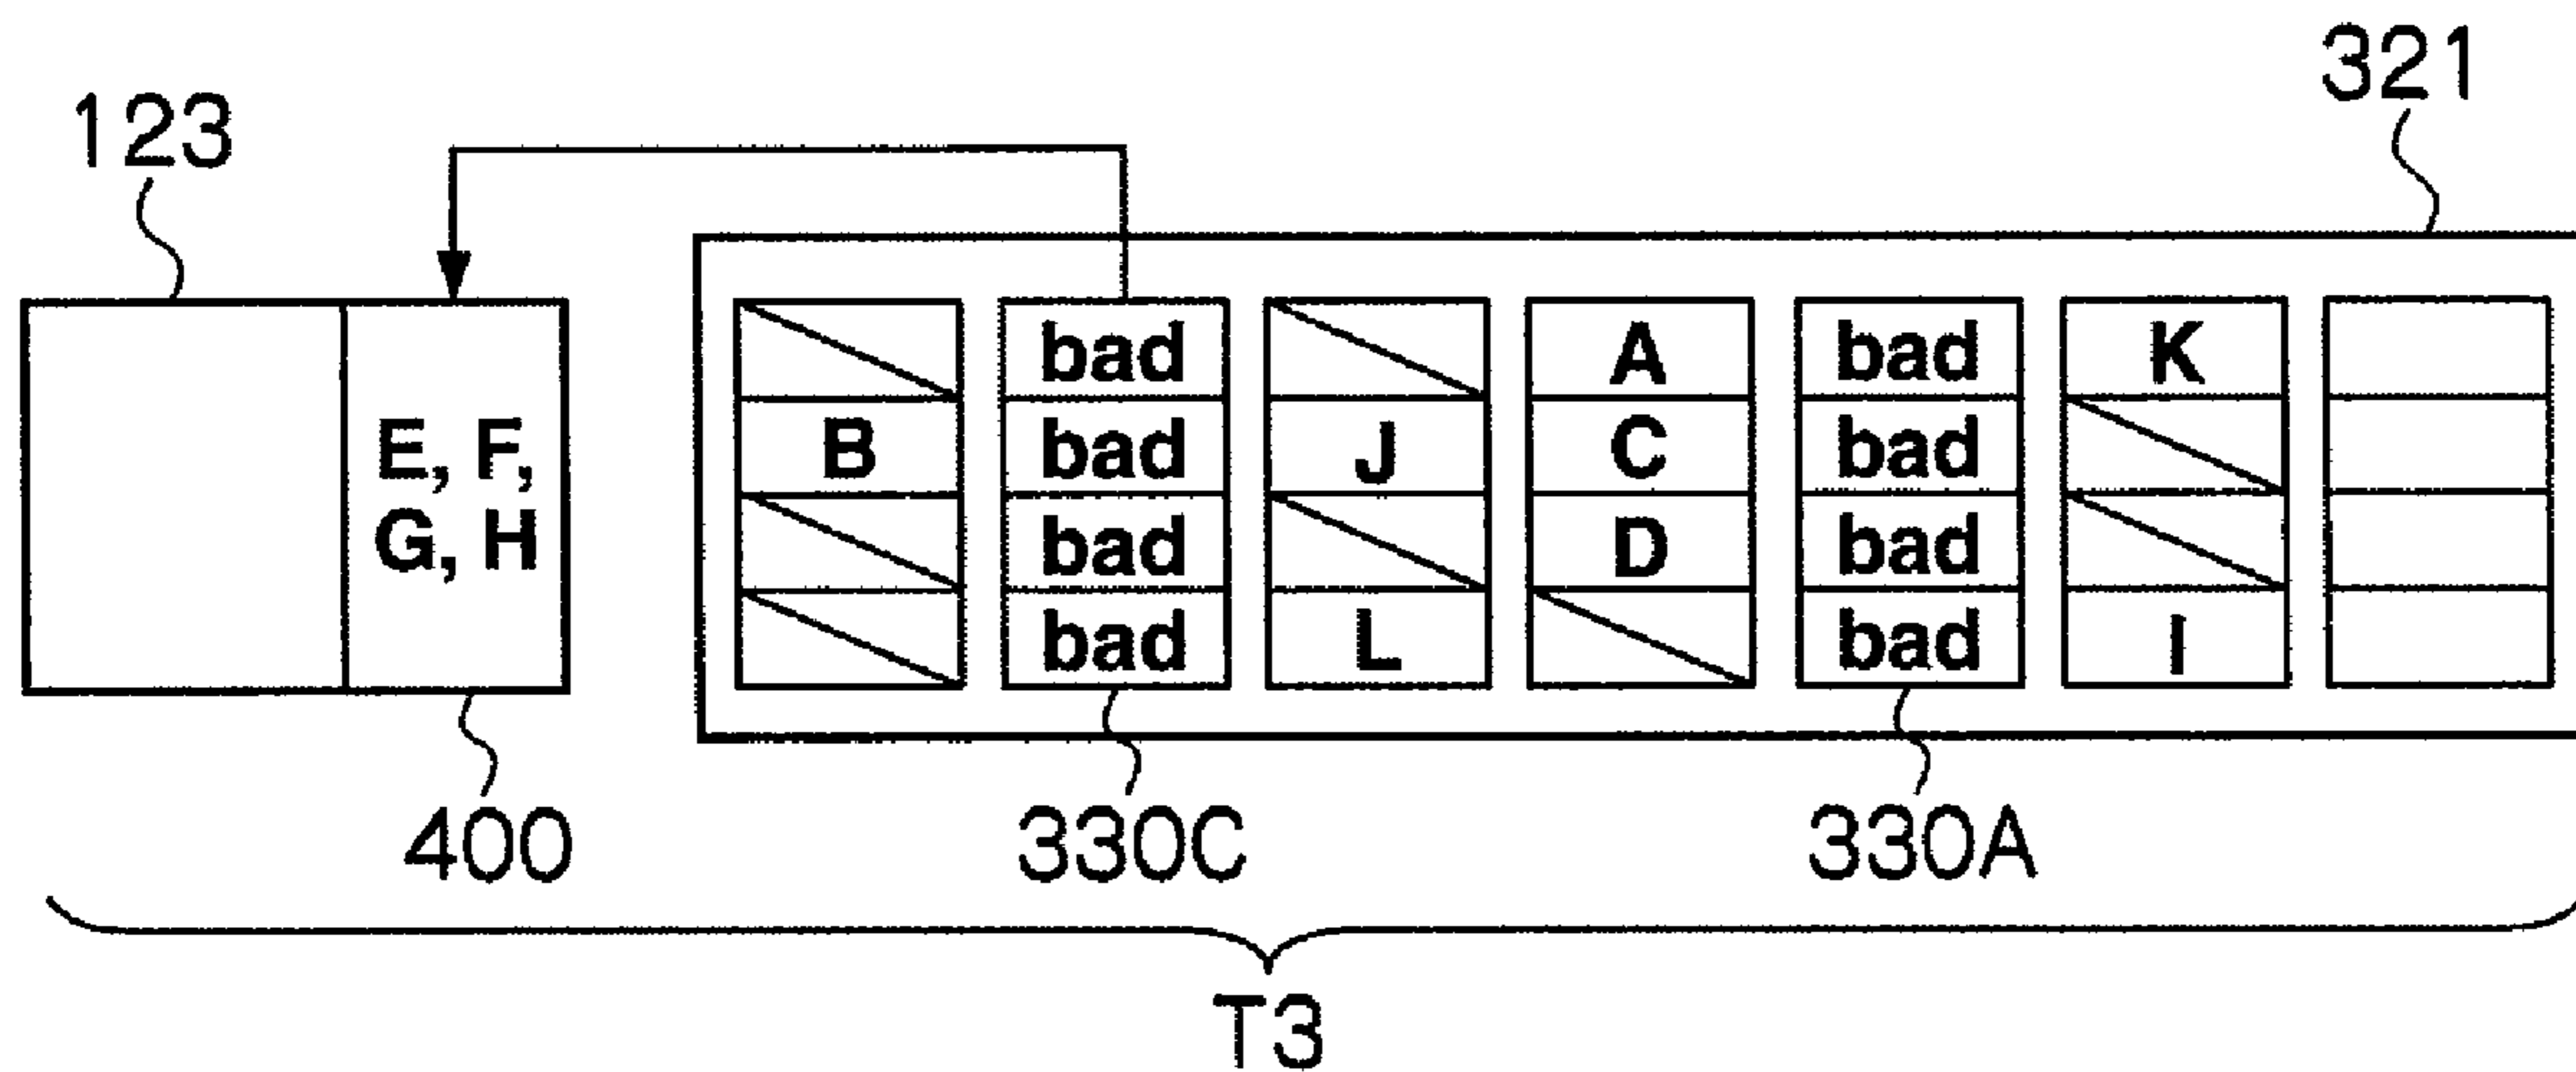 321
123
E, F,
G, H
bad A bad K
B bad J C bad
bad D bad
bad L bad I
400 330C 330A
T3